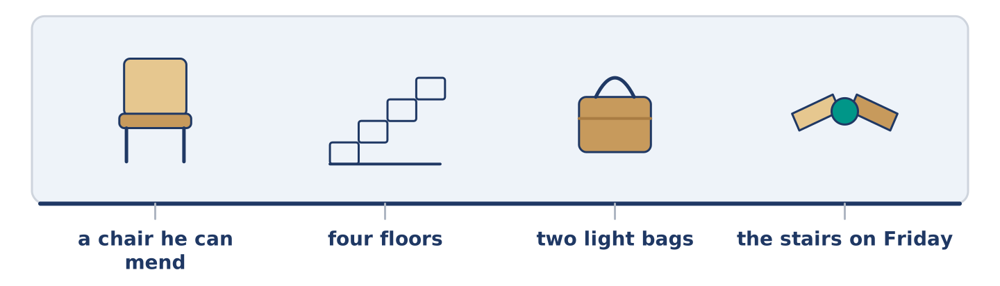 a chair he can
mend
four floors
two light bags
the stairs on Friday